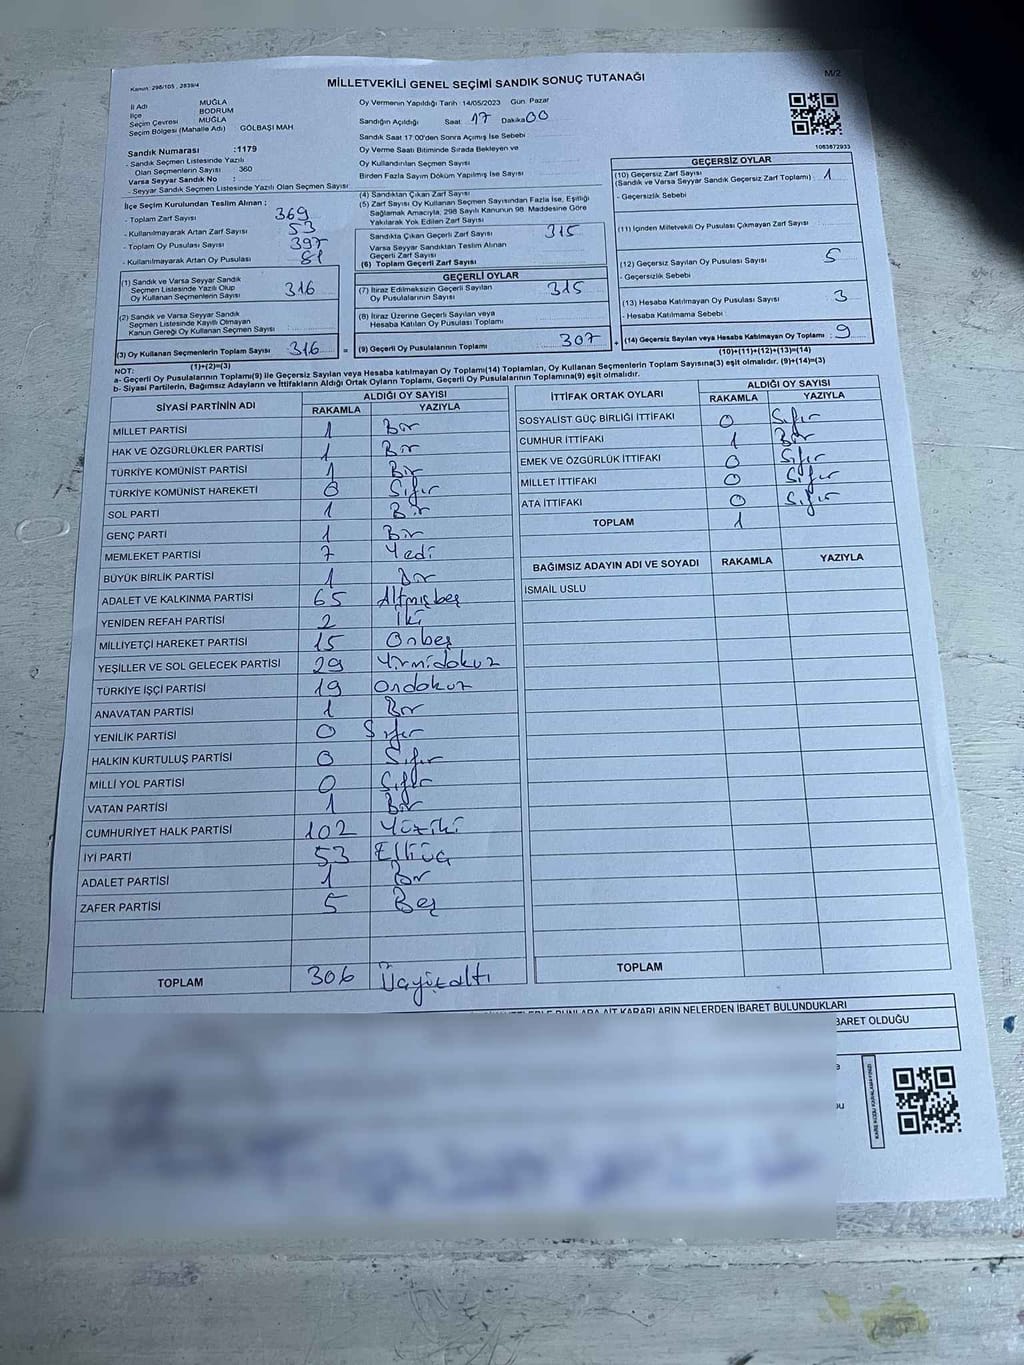 MİLLETVEKİLİ GENEL SEÇİMİ SANDIK SONUÇ TUTANAĞI
M/2
Kanun: 298/105 ; 2839/4
İl Adı MUĞLA
İlçe BODRUM
Seçim Çevresi MUĞLA
Seçim Bölgesi (Mahalle Adı) GÖLBAŞI MAH
Sandık Numarası :1179
- Sandık Seçmen Listesinde Yazılı
Olan Seçmenlerin Sayısı 360
Varsa Seyyar Sandık No :
- Seyyar Sandık Seçmen Listesinde Yazılı Olan Seçmen Sayısı
Oy Vermenin Yapıldığı Tarih 14/05/2023 Gün Pazar
Sandığın Açıldığı Saat 17 Dakika 00
Sandık Saat 17:00'den Sonra Açılmış İse Sebebi
Oy Verme Saati Bitiminde Sırada Bekleyen ve
Oy Kullandırılan Seçmen Sayısı
Birden Fazla Sayım Döküm Yapılmış İse Sayısı
1063672933
İlçe Seçim Kurulundan Teslim Alınan ;
- Toplam Zarf Sayısı 369
- Kullanılmayarak Artan Zarf Sayısı 53
- Toplam Oy Pusulası Sayısı 397
- Kullanılmayarak Artan Oy Pusulası 81
(1) Sandık ve Varsa Seyyar Sandık
Seçmen Listesinde Yazılı Olup
Oy Kullanan Seçmenlerin Sayısı 316
(2) Sandık ve Varsa Seyyar Sandık
Seçmen Listesinde Kayıtlı Olmayan
Kanun Gereği Oy Kullanan Seçmen Sayısı
(3) Oy Kullanan Seçmenlerin Toplam Sayısı 316
(1)+(2)=(3)
(4) Sandıktan Çıkan Zarf Sayısı
(5) Zarf Sayısı Oy Kullanan Seçmen Sayısından Fazla İse, Eşitliği
Sağlamak Amacıyla, 298 Sayılı Kanunun 98. Maddesine Göre
Yakılarak Yok Edilen Zarf Sayısı
Sandıkta Çıkan Geçerli Zarf Sayısı 315
Varsa Seyyar Sandıktan Teslim Alınan
Geçerli Zarf Sayısı
(6) Toplam Geçerli Zarf Sayısı
GEÇERLİ OYLAR
(7) İtiraz Edilmeksizin Geçerli Sayılan
Oy Pusulalarının Sayısı 315
(8) İtiraz Üzerine Geçerli Sayılan veya
Hesaba Katılan Oy Pusulası Toplamı
= (9) Geçerli Oy Pusulalarının Toplamı 307
GEÇERSİZ OYLAR
(10) Geçersiz Zarf Sayısı
(Sandık ve Varsa Seyyar Sandık Geçersiz Zarf Toplamı) : 1
- Geçersizlik Sebebi
(11) İçinden Milletvekili Oy Pusulası Çıkmayan Zarf Sayısı
(12) Geçersiz Sayılan Oy Pusulası Sayısı 5
- Geçersizlik Sebebi
(13) Hesaba Katılmayan Oy Pusulası Sayısı 3
- Hesaba Katılmama Sebebi
+ (14) Geçersiz Sayılan veya Hesaba Katılmayan Oy Toplamı : 9
(10)+(11)+(12)+(13)=(14)
NOT:
a- Geçerli Oy Pusulalarının Toplamı(9) ile Geçersiz Sayılan veya Hesaba katılmayan Oy Toplamı(14) Toplamları, Oy Kullanan Seçmenlerin Toplam Sayısına(3) eşit olmalıdır. (9)+(14)=(3)
b- Siyasi Partilerin, Bağımsız Adayların ve İttifakların Aldığı Ortak Oyların Toplamı, Geçerli Oy Pusulalarının Toplamına(9) eşit olmalıdır.
SİYASİ PARTİNİN ADI ALDIĞI OY SAYISI
RAKAMLA YAZIYLA
MİLLET PARTİSİ 1 Bir
HAK VE ÖZGÜRLÜKLER PARTİSİ 1 Bir
TÜRKİYE KOMÜNİST PARTİSİ 1 Bir
TÜRKİYE KOMÜNİST HAREKETİ 0 Sıfır
SOL PARTİ 1 Bir
GENÇ PARTİ 1 Bir
MEMLEKET PARTİSİ 7 Yedi
BÜYÜK BİRLİK PARTİSİ 1 Bir
ADALET VE KALKINMA PARTİSİ 65 Altmışbeş
YENİDEN REFAH PARTİSİ 2 İki
MİLLİYETÇİ HAREKET PARTİSİ 15 Onbeş
YEŞİLLER VE SOL GELECEK PARTİSİ 29 Yirmidokuz
TÜRKİYE İŞÇİ PARTİSİ 19 Ondokuz
ANAVATAN PARTİSİ 1 Bir
YENİLİK PARTİSİ 0 Sıfır
HALKIN KURTULUŞ PARTİSİ 0 Sıfır
MİLLİ YOL PARTİSİ 0 Sıfır
VATAN PARTİSİ 1 Bir
CUMHURİYET HALK PARTİSİ 102 Yüziki
İYİ PARTİ 53 Elliüç
ADALET PARTİSİ 1 Bir
ZAFER PARTİSİ 5 Beş
TOPLAM 306 Üçyüzaltı
İTTİFAK ORTAK OYLARI ALDIĞI OY SAYISI
RAKAMLA YAZIYLA
SOSYALİST GÜÇ BİRLİĞİ İTTİFAKI 0 Sıfır
CUMHUR İTTİFAKI 1 Bir
EMEK VE ÖZGÜRLÜK İTTİFAKI 0 Sıfır
MİLLET İTTİFAKI 0 Sıfır
ATA İTTİFAKI 0 Sıfır
TOPLAM 1
BAĞIMSIZ ADAYIN ADI VE SOYADI RAKAMLA YAZIYLA
İSMAİL USLU
TOPLAM
AİT KARARLARIN NELERDEN İBARET BULUNDUKLARI
İBARET OLDUĞU